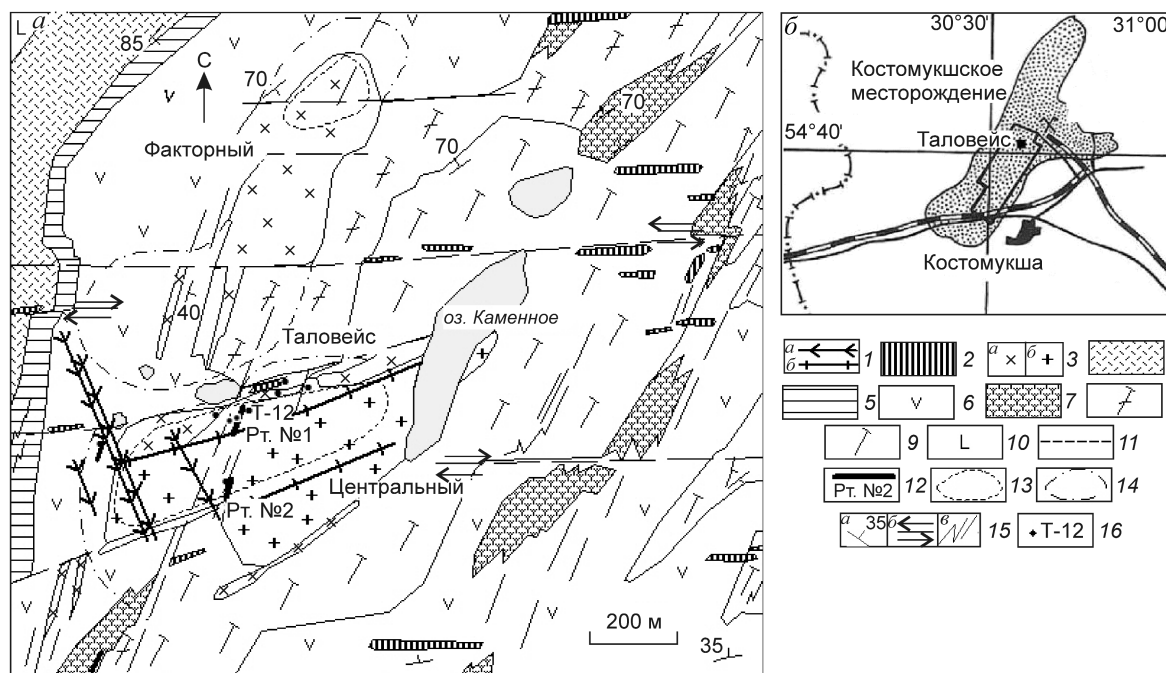 L а
85
С
70
v
Факторный
70
70
40
оз. Каменное
Таловейс
Т-12
Рт. №1
Центральный
Рт. №2
200 м
35
б
30°30'
31°00'
Костомукшское
месторождение
54°40'
Таловейс
Костомукша
а
б
1
2
а
б
3
5
6
7
9
L
10
11
Рт. №2
12
13
14
а
35
б
в
15
Т-12
16